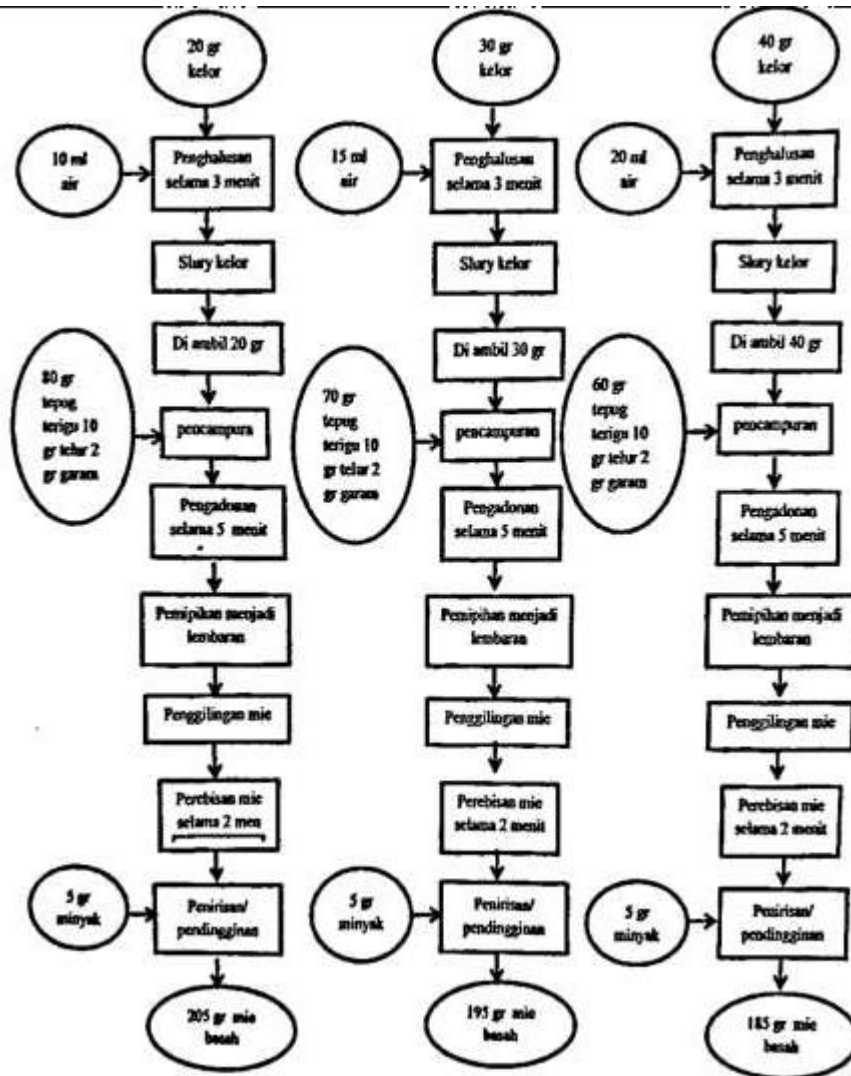 20 gr
kelor
10 ml
air
Penghalusan
selama 3 menit
Slury kelor
Di ambil 20 gr
80 gr
tepog
terigu 10
gr telur 2
gr garam
pencampura
Pengadonan
selama 5 menit
Pemipihan menjadi
lembaran
Penggilingan mie
Perebisan mie
selama 2 men
5 gr
minyak
Penirisan/
pendingginan
205 gr mie
basah
30 gr
kelor
15 ml
air
Penghalusan
selama 3 menit
Slury kelor
Di ambil 30 gr
70 gr
tepug
terigu 10
gr telur 2
gr garam
pencampuran
Pengadonan
selama 5 menit
Pemipihan menjadi
lembaran
Penggilingan mie
Perebisan mie
selama 2 menit
5 gr
minyak
Penirisan/
pendingginan
195 gr mie
basah
40 gr
kelor
20 ml
air
Penghalusan
selama 3 menit
Slury kelor
Di ambil 40 gr
60 gr
tepug
terigu 10
gr telur 2
gr garam
pencampuran
Pengadonan
selama 5 menit
Pemipihan menjadi
lembaran
Penggilingan mie
Perebisan mie
selama 2 menit
5 gr
minyak
Penirisan/
pendingginan
185 gr mie
basah